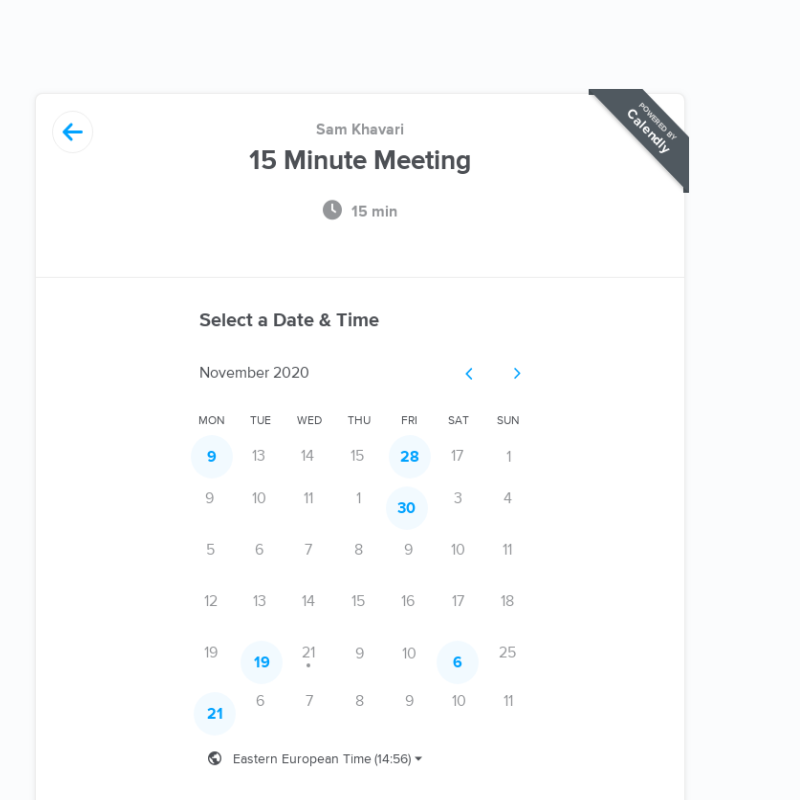 POWERED BY
Calendly
Sam Khavari
15 Minute Meeting
15 min
Select a Date & Time
November 2020
MON TUE WED THU FRI SAT SUN
9 13 14 15 28 17 1
9 10 11 1 30 3 4
5 6 7 8 9 10 11
12 13 14 15 16 17 18
19 19 21 9 10 6 25
21 6 7 8 9 10 11
Eastern European Time (14:56)